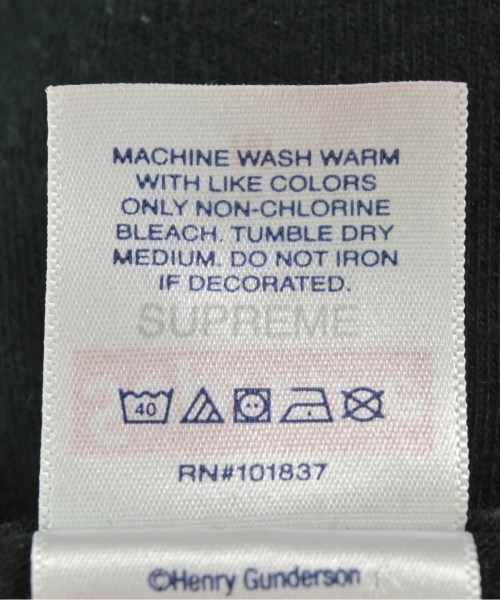 MACHINE WASH WARM
WITH LIKE COLORS
ONLY NON-CHLORINE
BLEACH. TUMBLE DRY
MEDIUM. DO NOT IRON
IF DECORATED.
SUPREME
40
RN#101837
©Henry Gunderson